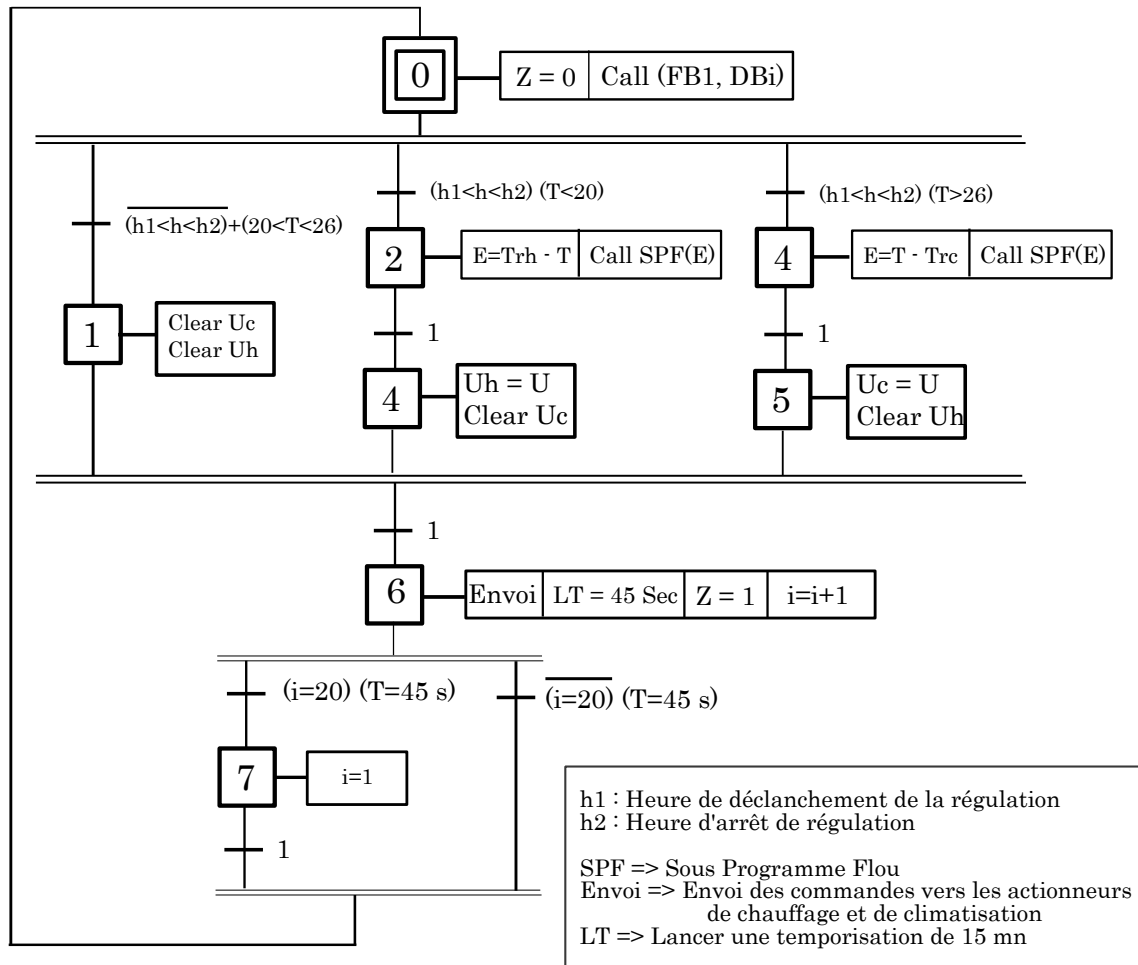 0
Z = 0 Call (FB1, DBi)
(h1<h<h2)+(20<T<26)
(h1<h<h2) (T<20)
(h1<h<h2) (T>26)
2
E=Trh - T Call SPF(E)
4
E=T - Trc Call SPF(E)
1
Clear Uc
Clear Uh
1
1
4
Uh = U
Clear Uc
5
Uc = U
Clear Uh
1
6
Envoi LT = 45 Sec Z = 1 i=i+1
(i=20) (T=45 s)
(i=20) (T=45 s)
7
i=1
1
h1 : Heure de déclanchement de la régulation
h2 : Heure d'arrêt de régulation
SPF => Sous Programme Flou
Envoi => Envoi des commandes vers les actionneurs
de chauffage et de climatisation
LT => Lancer une temporisation de 15 mn